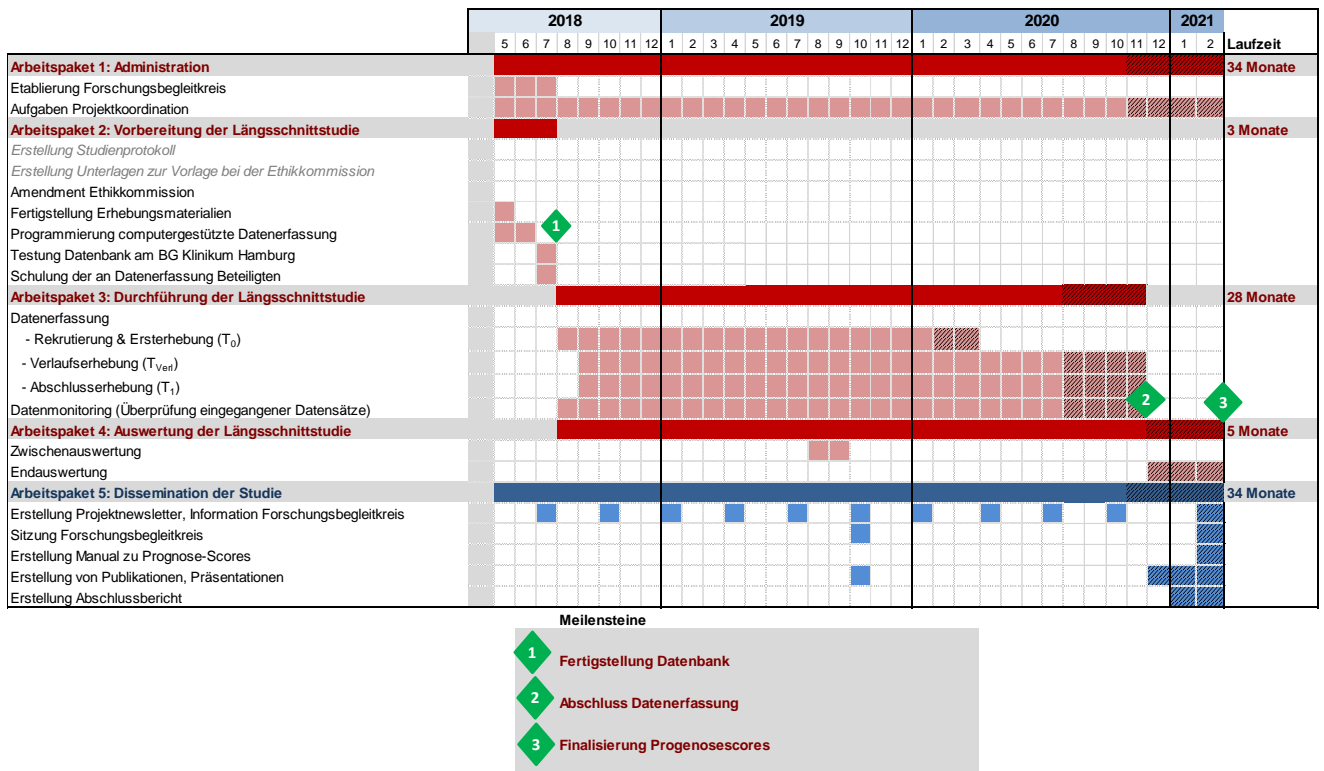 2018 2019 2020 2021
5 6 7 8 9 10 11 12 1 2 3 4 5 6 7 8 9 10 11 12 1 2 3 4 5 6 7 8 9 10 11 12 1 2 Laufzeit
Arbeitspaket 1: Administration 34 Monate
Etablierung Forschungsbegleitkreis
Aufgaben Projektkoordination
Arbeitspaket 2: Vorbereitung der Längsschnittstudie 3 Monate
Erstellung Studienprotokoll
Erstellung Unterlagen zur Vorlage bei der Ethikkommission
Amendment Ethikkommission
Fertigstellung Erhebungsmaterialien
Programmierung computergestützte Datenerfassung 1
Testung Datenbank am BG Klinikum Hamburg
Schulung der an Datenerfassung Beteiligten
Arbeitspaket 3: Durchführung der Längsschnittstudie 28 Monate
Datenerfassung
- Rekrutierung & Ersterhebung (T0)
- Verlaufserhebung (TVerl)
- Abschlusserhebung (T1)
Datenmonitoring (Überprüfung eingegangener Datensätze) 2 3
Arbeitspaket 4: Auswertung der Längsschnittstudie 5 Monate
Zwischenauswertung
Endauswertung
Arbeitspaket 5: Dissemination der Studie 34 Monate
Erstellung Projektnewsletter, Information Forschungsbegleitkreis
Sitzung Forschungsbegleitkreis
Erstellung Manual zu Prognose-Scores
Erstellung von Publikationen, Präsentationen
Erstellung Abschlussbericht
Meilensteine
1 Fertigstellung Datenbank
2 Abschluss Datenerfassung
3 Finalisierung Progenosescores